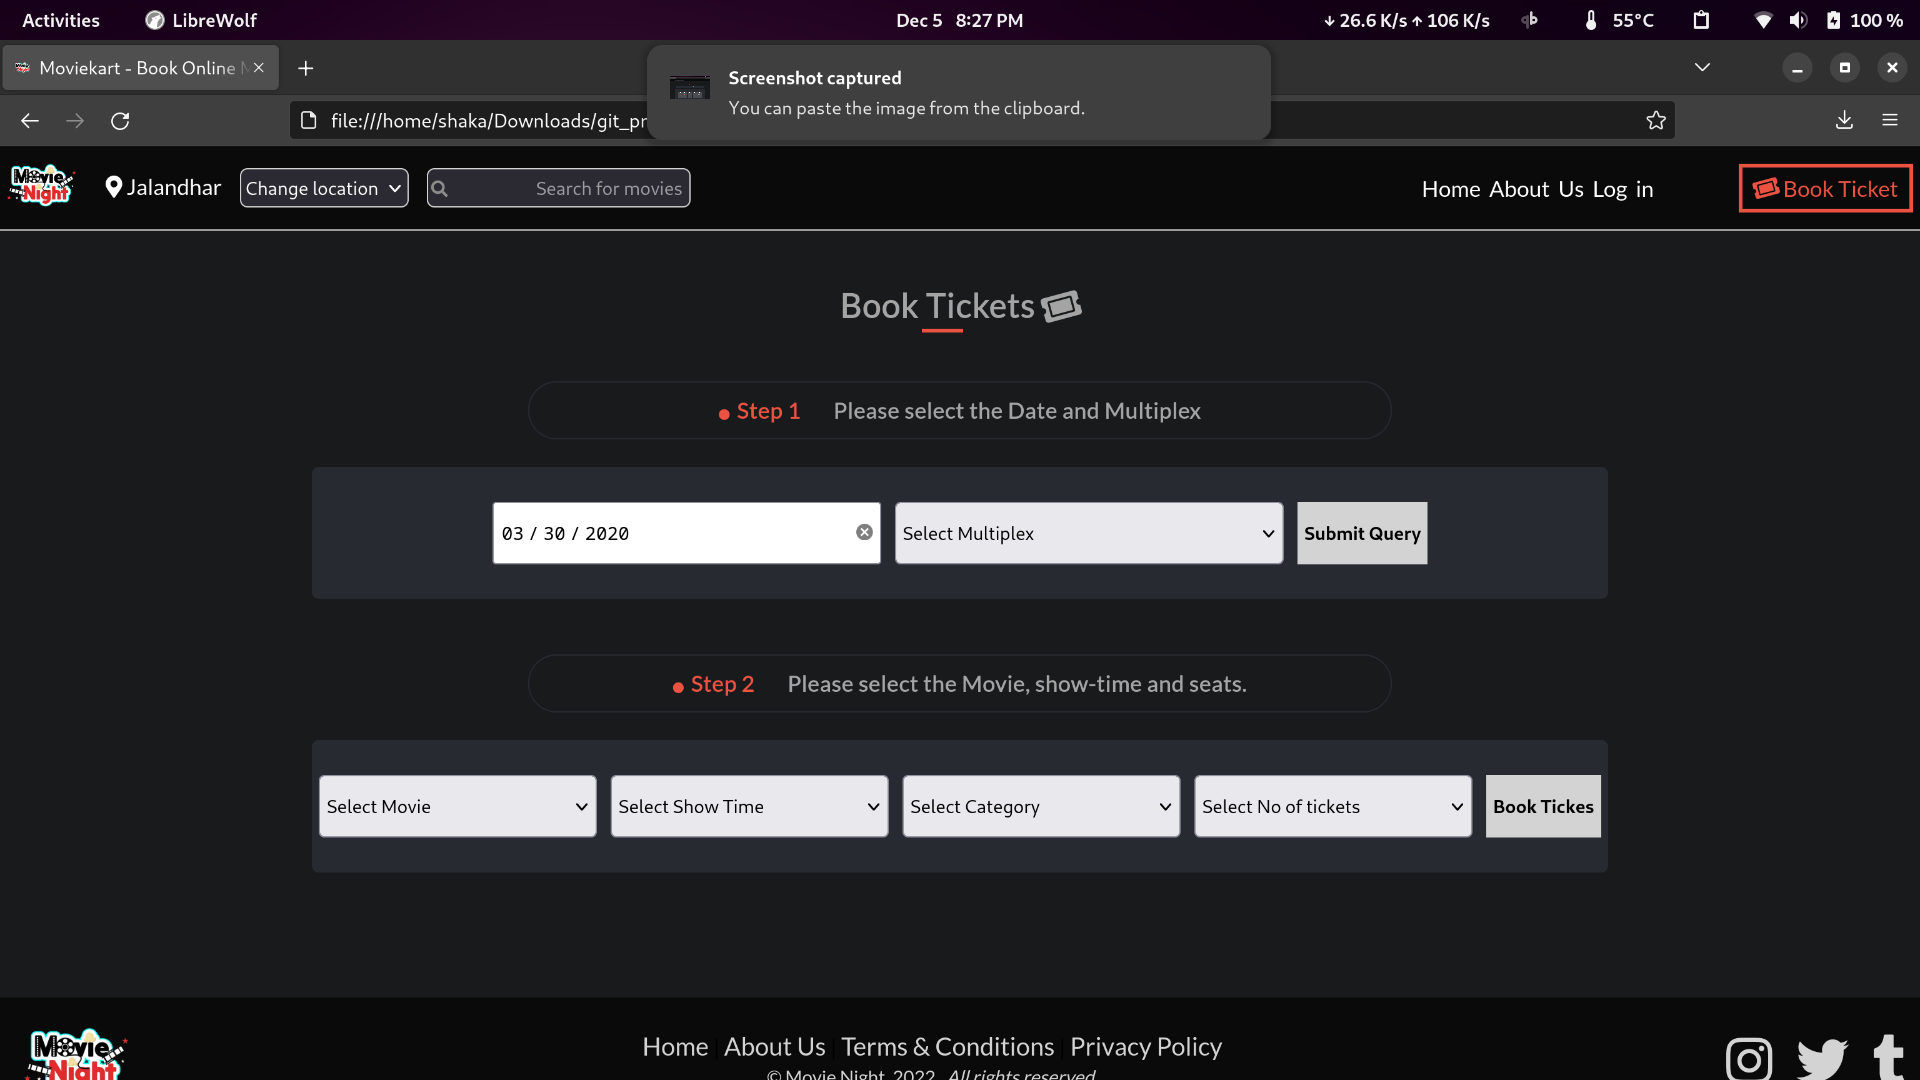 Activities LibreWolf Dec 5 8:27 PM ↓ 26.6 K/s ↑ 106 K/s 55°C 100 %
Moviekart - Book Online
Screenshot captured
You can paste the image from the clipboard.
file:///home/shaka/Downloads/git_pr
Movie Night
Jalandhar Change location Search for movies Home About Us Log in Book Ticket
Book Tickets
Step 1 Please select the Date and Multiplex
03 / 30 / 2020 Select Multiplex Submit Query
Step 2 Please select the Movie, show-time and seats.
Select Movie Select Show Time Select Category Select No of tickets Book Tickes
Movie Night
Home About Us Terms & Conditions Privacy Policy
© Movie Night, 2022. All rights reserved